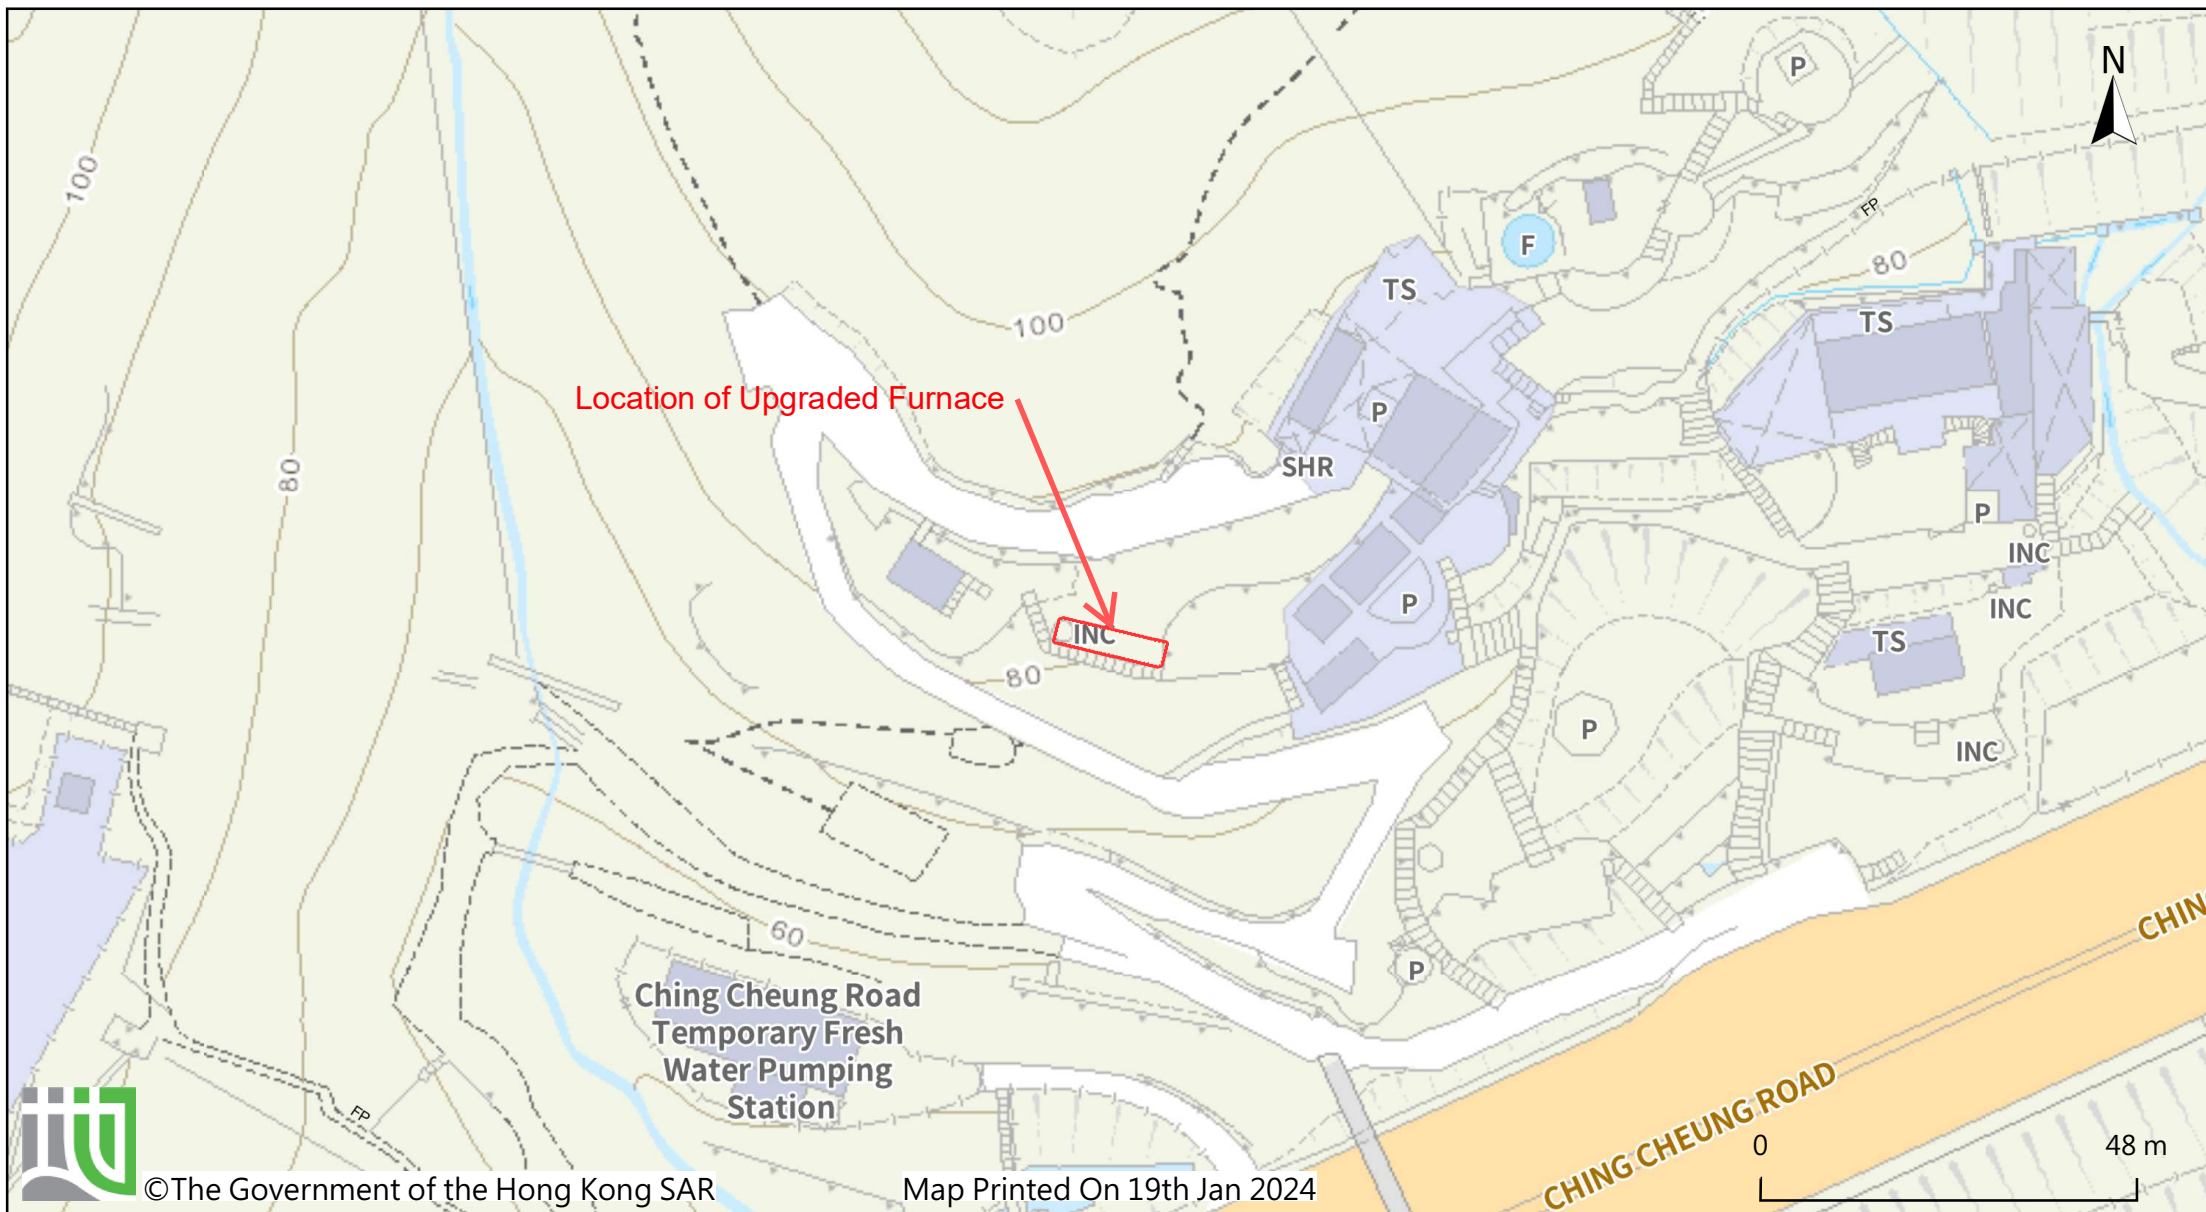 N
P
100
FP
F
80
TS
TS
100
Location of Upgraded Furnace
P
SHR
80
P
INC
P
INC
INC
TS
80
P
INC
CHING
60
P
Ching Cheung Road
Temporary Fresh
Water Pumping
Station
CHING CHEUNG ROAD
FP
0
48 m
©The Government of the Hong Kong SAR
Map Printed On 19th Jan 2024